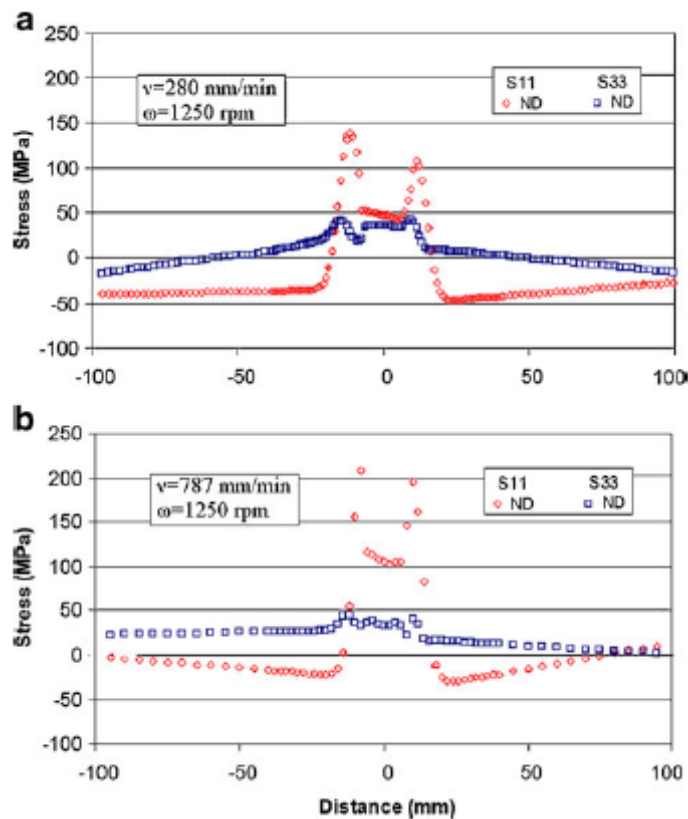 a
250
200
150
100
50
0
-50
-100
Stress (MPa)
ν=280 mm/min
ω=1250 rpm
S11 S33
ND ND
-100 -50 0 50 100
b
250
200
150
100
50
0
-50
-100
Stress (MPa)
ν=787 mm/min
ω=1250 rpm
S11 S33
ND ND
-100 -50 0 50 100
Distance (mm)